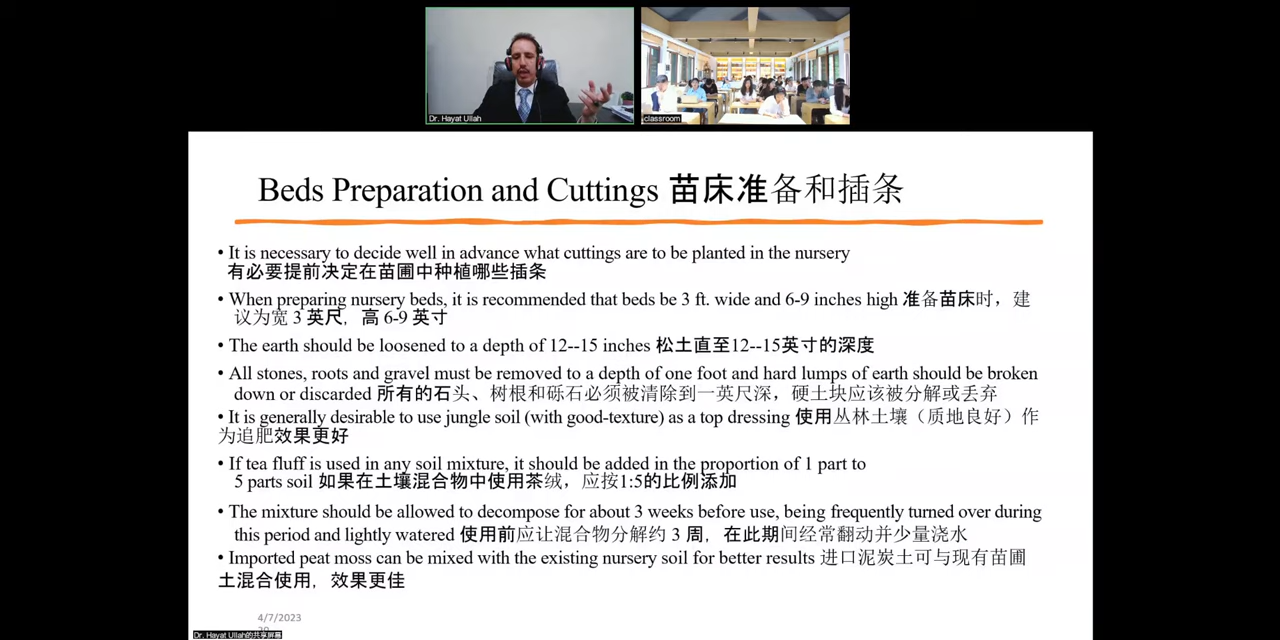 Dr. Hayat Ullah
classroom
Beds Preparation and Cuttings 苗床准备和插条
• It is necessary to decide well in advance what cuttings are to be planted in the nursery
有必要提前决定在苗圃中种植哪些插条
• When preparing nursery beds, it is recommended that beds be 3 ft. wide and 6-9 inches high 准备苗床时，建
议为宽 3 英尺，高 6-9 英寸
• The earth should be loosened to a depth of 12--15 inches 松土直至12--15英寸的深度
• All stones, roots and gravel must be removed to a depth of one foot and hard lumps of earth should be broken
down or discarded 所有的石头、树根和砾石必须被清除到一英尺深，硬土块应该被分解或丢弃
• It is generally desirable to use jungle soil (with good-texture) as a top dressing 使用丛林土壤（质地良好）作
为追肥效果更好
• If tea fluff is used in any soil mixture, it should be added in the proportion of 1 part to
5 parts soil 如果在土壤混合物中使用茶绒，应按1:5的比例添加
• The mixture should be allowed to decompose for about 3 weeks before use, being frequently turned over during
this period and lightly watered 使用前应让混合物分解约 3 周，在此期间经常翻动并少量浇水
• Imported peat moss can be mixed with the existing nursery soil for better results 进口泥炭土可与现有苗圃
土混合使用，效果更佳
4/7/2023
Dr. Hayat Ullah的共享屏幕